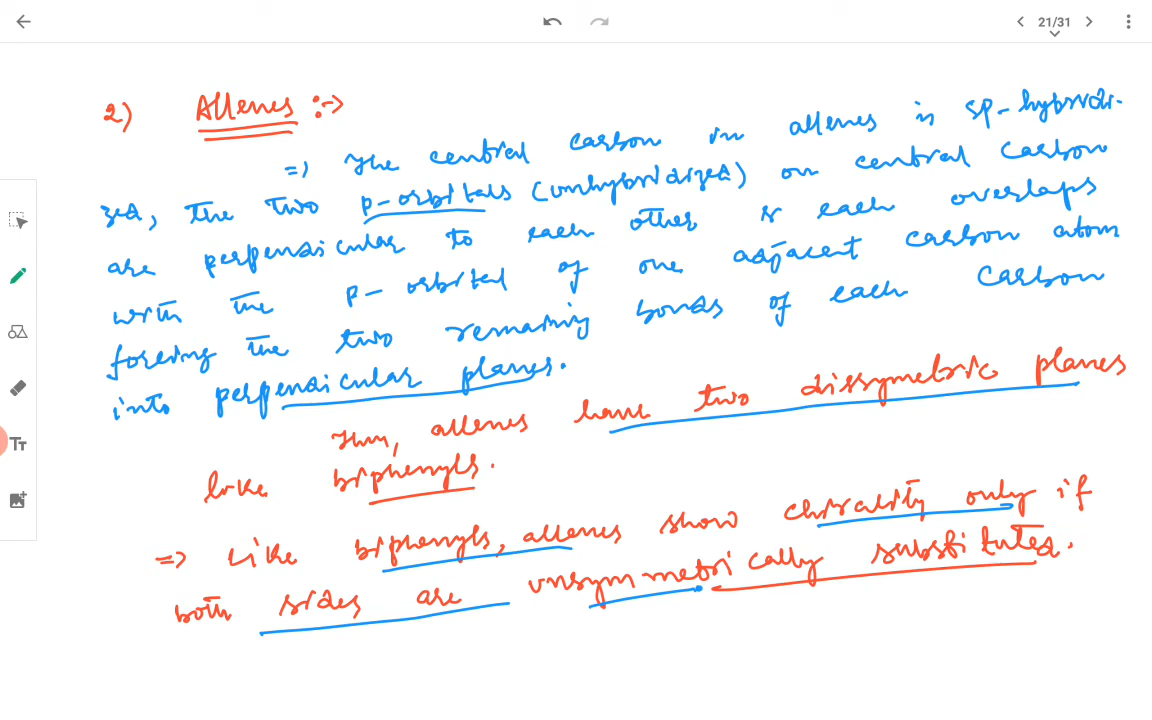 21/31
2) Allenes :->
=> The central carbon in allenes is sp-hybridi-
zed, the two p-orbitals (unhybridized) on central carbon
are perpendicular to each other & each overlaps
with the p-orbital of one adjacent carbon atom
foreing the two remaining bonds of each carbon
into perpendicular planes.
Thus, allenes have two dissymetric planes
like biphenyls.
=> Like biphenyls, allenes show chirality only if
both sides are unsymmetrically substituted.
Tt